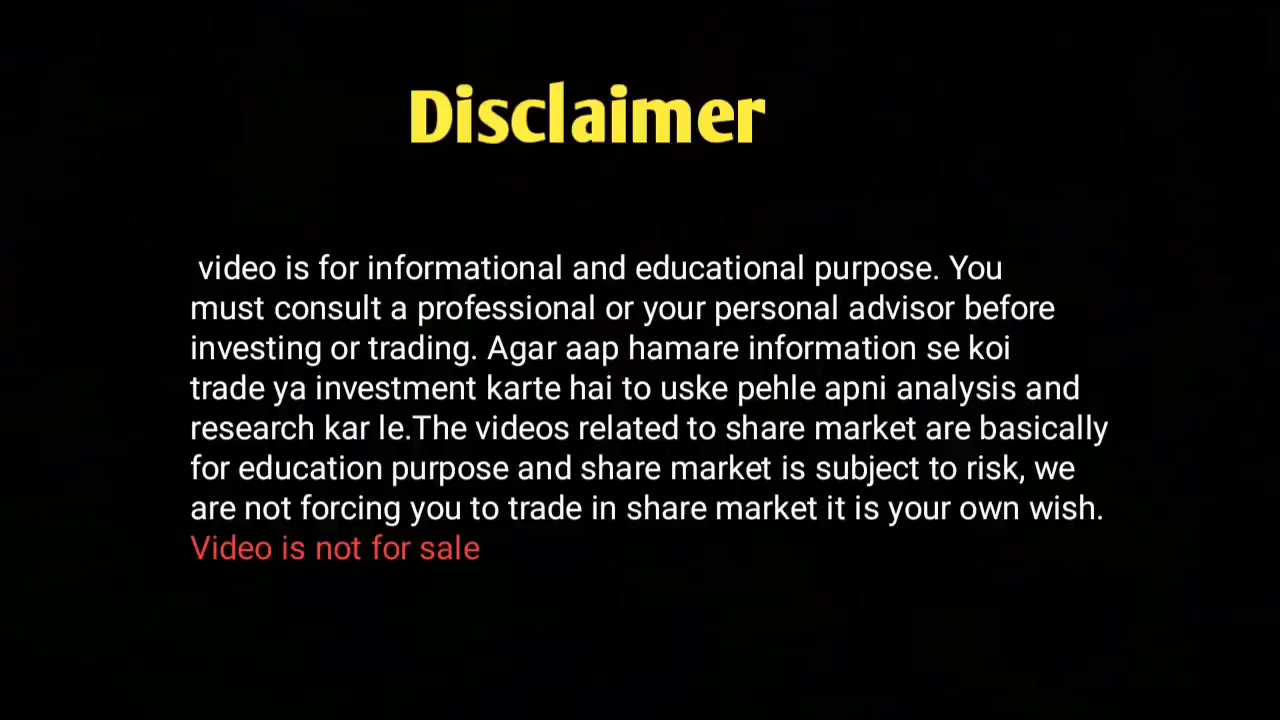 Disclaimer
video is for informational and educational purpose. You
must consult a professional or your personal advisor before
investing or trading. Agar aap hamare information se koi
trade ya investment karte hai to uske pehle apni analysis and
research kar le.The videos related to share market are basically
for education purpose and share market is subject to risk, we
are not forcing you to trade in share market it is your own wish.
Video is not for sale